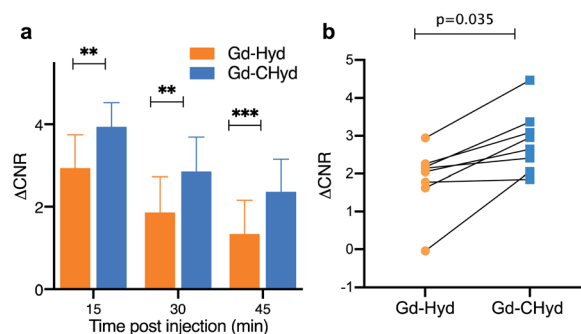 a
Gd-Hyd
Gd-CHyd
**
**
***
ΔCNR
4
2
0
15
30
45
Time post injection (min)
b
p=0.035
ΔCNR
5
4
3
2
1
0
-1
Gd-Hyd
Gd-CHyd